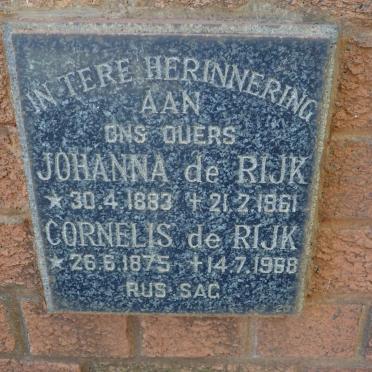 IN TERE HERINNERING
AAN
ONS OUERS
JOHANNA de RIJK
★ 30.4.1883 + 21.2.1961
CORNELIS de RIJK
★ 26.6.1875 + 14.7.1968
RUS SAG